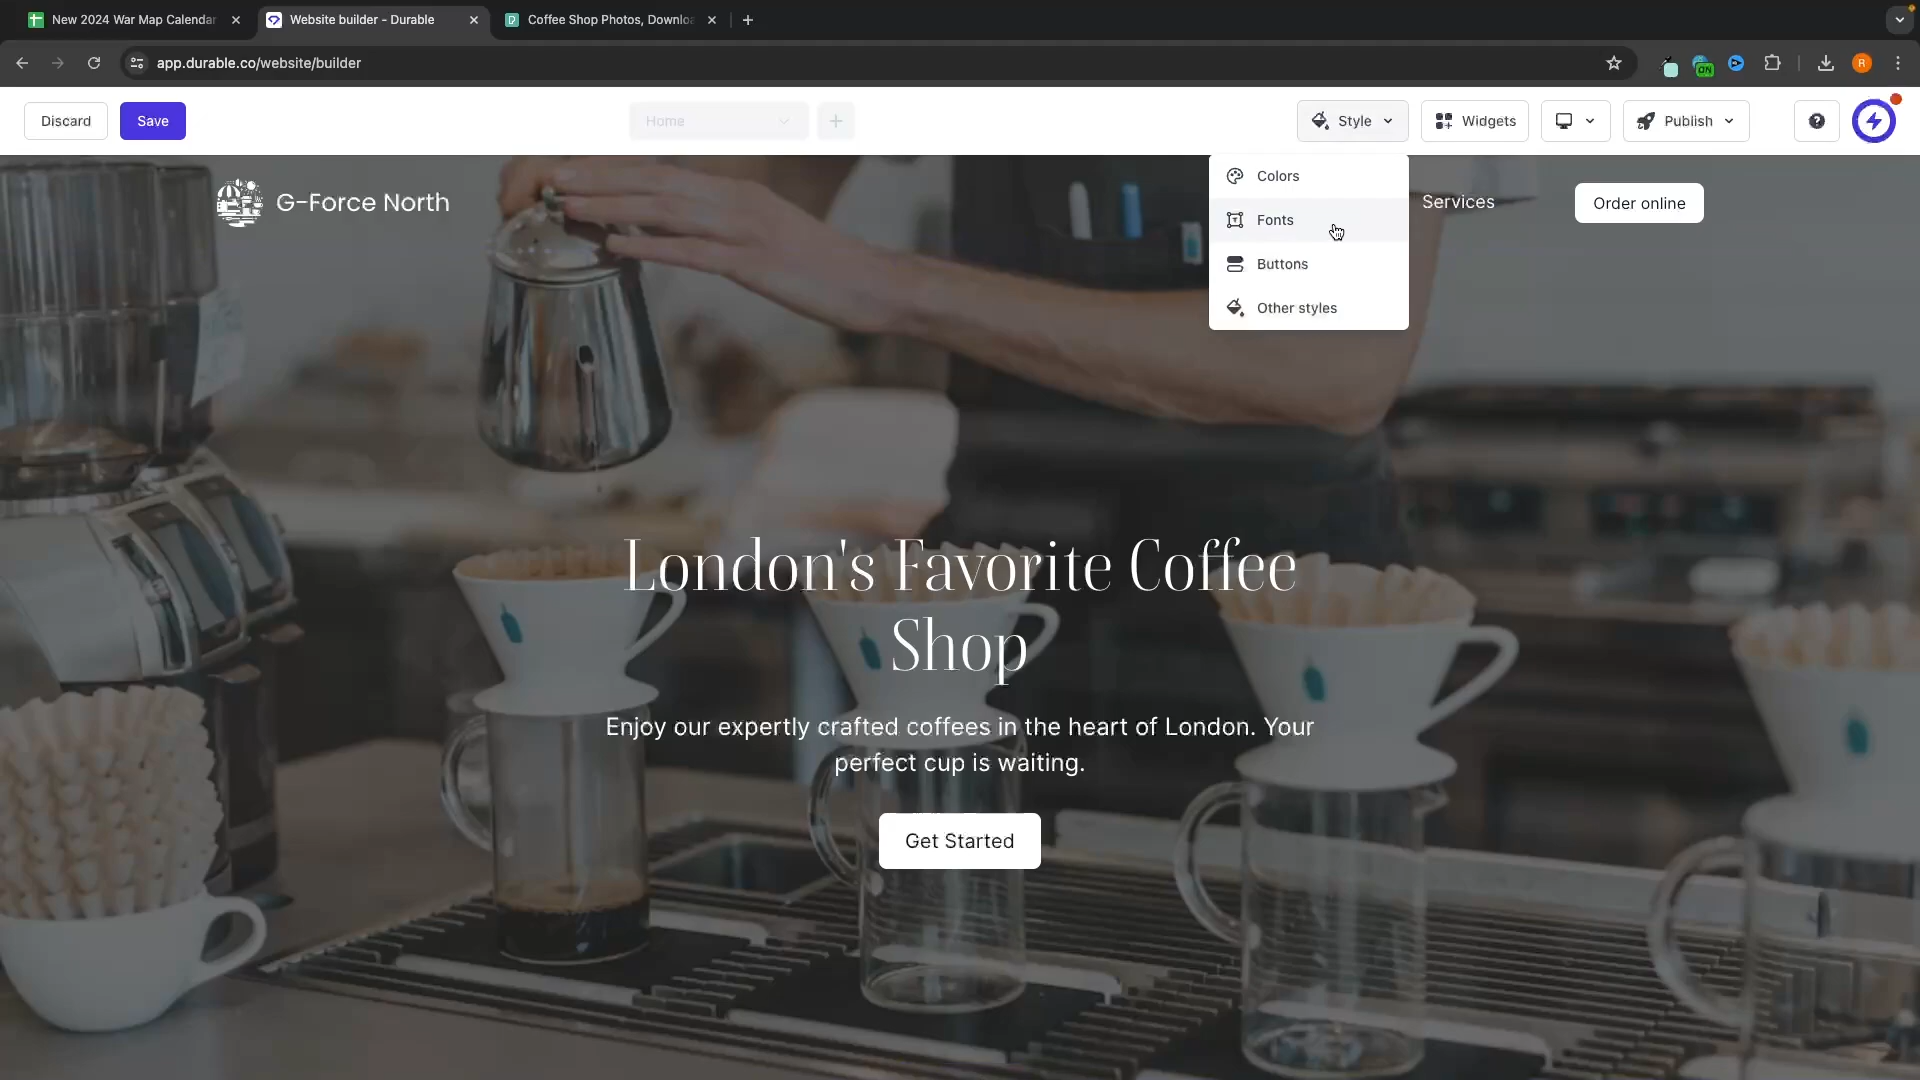 New 2024 War Map Calendar
Website builder - Durable
Coffee Shop Photos, Downloa
app.durable.co/website/builder
ON
R
Discard
Save
Home
Style
Widgets
Publish
G-Force North
Colors
Fonts
Buttons
Other styles
Services
Order online
London's Favorite Coffee
Shop
Enjoy our expertly crafted coffees in the heart of London. Your
perfect cup is waiting.
Get Started